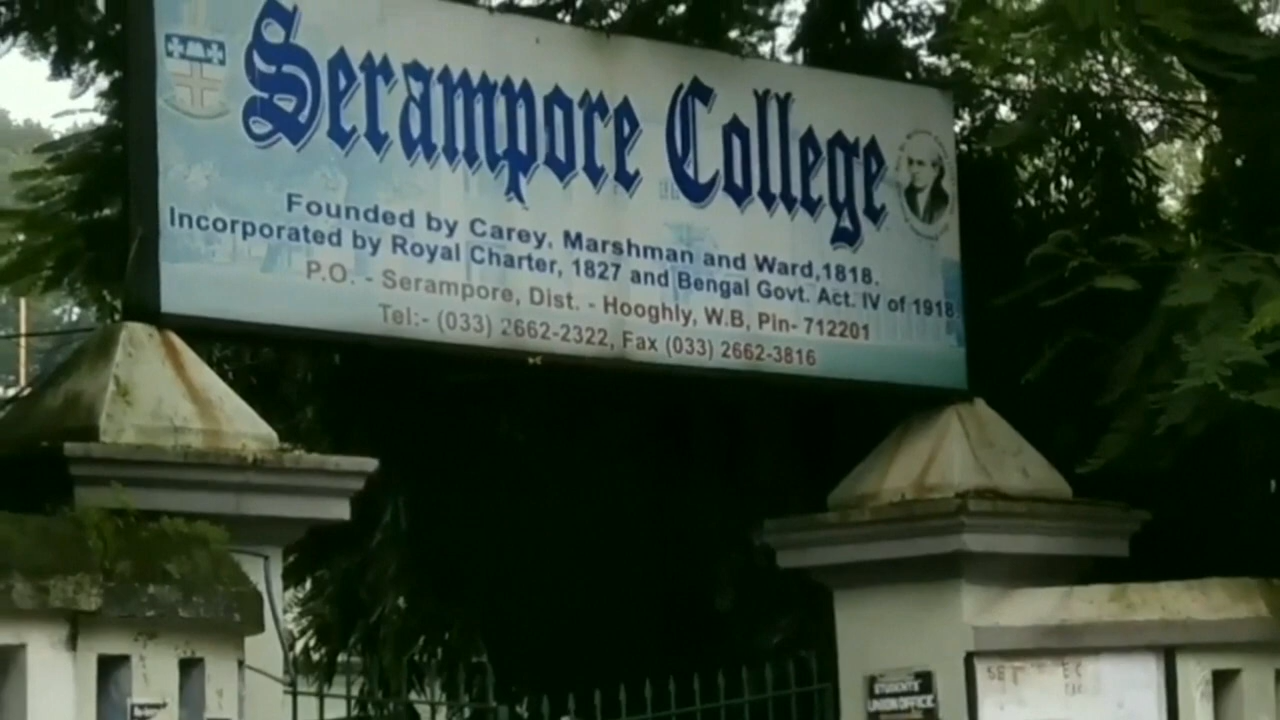 Serampore College
Founded by Carey, Marshman and Ward,1818.
Incorporated by Royal Charter, 1827 and Bengal Govt. Act. IV of 1918.
P.O. - Serampore, Dist. - Hooghly, W.B, Pin- 712201
Tel:- (033) 2662-2322, Fax (033) 2662-3816
STUDENTS'
UNION OFFICE